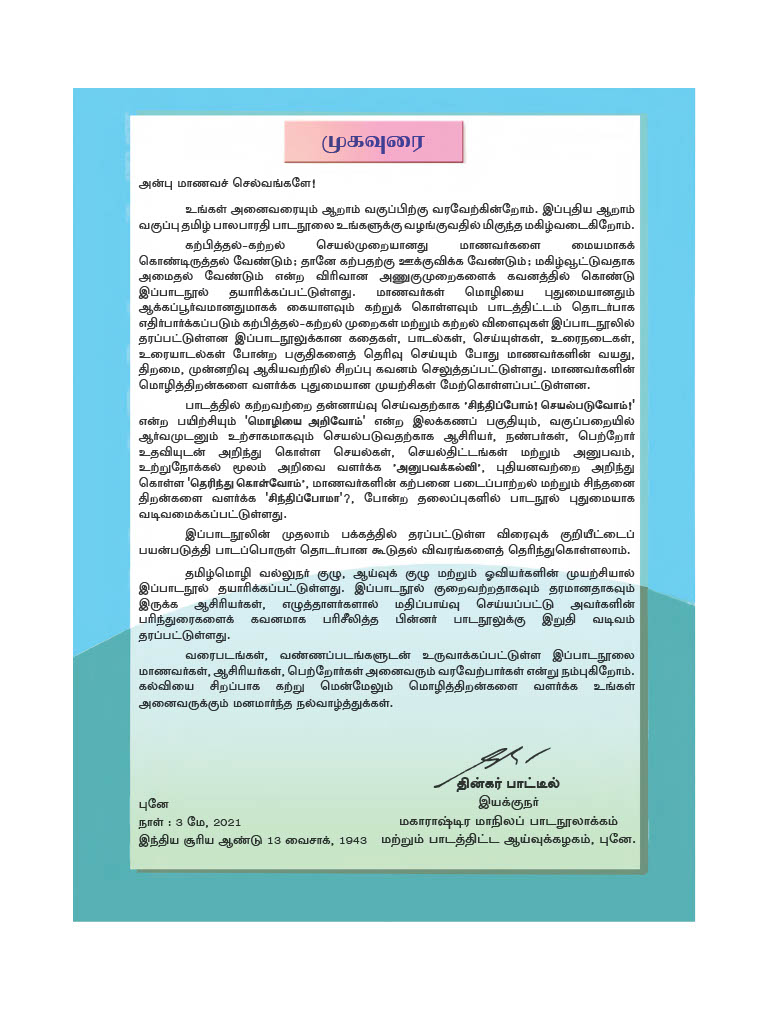 முகவுரை
அன்பு மாணவச் செல்வங்களே!
உங்கள் அனைவரையும் ஆறாம் வகுப்பிற்கு வரவேற்கின்றோம். இப்புதிய ஆறாம்
வகுப்பு தமிழ் பாலபாரதி பாடநூலை உங்களுக்கு வழங்குவதில் மிகுந்த மகிழ்வடைகிறோம்.
கற்பித்தல்-கற்றல் செயல்முறையானது மாணவர்களை மையமாகக்
கொண்டிருத்தல் வேண்டும்; தானே கற்பதற்கு ஊக்குவிக்க வேண்டும்; மகிழ்வூட்டுவதாக
அமைதல் வேண்டும் என்ற விரிவான அணுகுமுறைகளைக் கவனத்தில் கொண்டு
இப்பாடநூல் தயாரிக்கப்பட்டுள்ளது. மாணவர்கள் மொழியை புதுமையானதும்
ஆக்கப்பூர்வமானதுமாகக் கையாளவும் கற்றுக் கொள்ளவும் பாடத்திட்டம் தொடர்பாக
எதிர்பார்க்கப்படும் கற்பித்தல்-கற்றல் முறைகள் மற்றும் கற்றல் விளைவுகள் இப்பாடநூலில்
தரப்பட்டுள்ளன இப்பாடநூலுக்கான கதைகள், பாடல்கள், செய்யுள்கள், உரைநடைகள்,
உரையாடல்கள் போன்ற பகுதிகளைத் தெரிவு செய்யும் போது மாணவர்களின் வயது,
திறமை, முன்னறிவு ஆகியவற்றில் சிறப்பு கவனம் செலுத்தப்பட்டுள்ளது. மாணவர்களின்
மொழித்திறன்களை வளர்க்க புதுமையான முயற்சிகள் மேற்கொள்ளப்பட்டுள்ளன.
பாடத்தில் கற்றவற்றை தன்னாய்வு செய்வதற்காக 'சிந்திப்போம்! செயல்படுவோம்!'
என்ற பயிற்சியும் 'மொழியை அறிவோம்' என்ற இலக்கணப் பகுதியும், வகுப்பறையில்
ஆர்வமுடனும் உற்சாகமாகவும் செயல்படுவதற்காக ஆசிரியர், நண்பர்கள், பெற்றோர்
உதவியுடன் அறிந்து கொள்ள செயல்கள், செயல்திட்டங்கள் மற்றும் அனுபவம்,
உற்றுநோக்கல் மூலம் அறிவை வளர்க்க 'அனுபவக்கல்வி', புதியனவற்றை அறிந்து
கொள்ள 'தெரிந்து கொள்வோம்', மாணவர்களின் கற்பனை படைப்பாற்றல் மற்றும் சிந்தனை
திறன்களை வளர்க்க 'சிந்திப்போமா'?, போன்ற தலைப்புகளில் பாடநூல் புதுமையாக
வடிவமைக்கப்பட்டுள்ளது.
இப்பாடநூலின் முதலாம் பக்கத்தில் தரப்பட்டுள்ள விரைவுக் குறியீட்டைப்
பயன்படுத்தி பாடப்பொருள் தொடர்பான கூடுதல் விவரங்களைத் தெரிந்துகொள்ளலாம்.
தமிழ்மொழி வல்லுநர் குழு, ஆய்வுக் குழு மற்றும் ஓவியர்களின் முயற்சியால்
இப்பாடநூல் தயாரிக்கப்பட்டுள்ளது. இப்பாடநூல் குறைவற்றதாகவும் தரமானதாகவும்
இருக்க ஆசிரியர்கள், எழுத்தாளர்களால் மதிப்பாய்வு செய்யப்பட்டு அவர்களின்
பரிந்துரைகளைக் கவனமாக பரிசீலித்த பின்னர் பாடநூலுக்கு இறுதி வடிவம்
தரப்பட்டுள்ளது.
வரைபடங்கள், வண்ணப்படங்களுடன் உருவாக்கப்பட்டுள்ள இப்பாடநூலை
மாணவர்கள், ஆசிரியர்கள், பெற்றோர்கள் அனைவரும் வரவேற்பார்கள் என்று நம்புகிறோம்.
கல்வியை சிறப்பாக கற்று மென்மேலும் மொழித்திறன்களை வளர்க்க உங்கள்
அனைவருக்கும் மனமார்ந்த நல்வாழ்த்துக்கள்.
தின்கர் பாட்டீல்
புனே
இயக்குநர்
நாள் : 3 மே, 2021
மகாராஷ்டிர மாநிலப் பாடநூலாக்கம்
இந்திய சூரிய ஆண்டு 13 வைசாக், 1943
மற்றும் பாடத்திட்ட ஆய்வுக்கழகம், புனே.